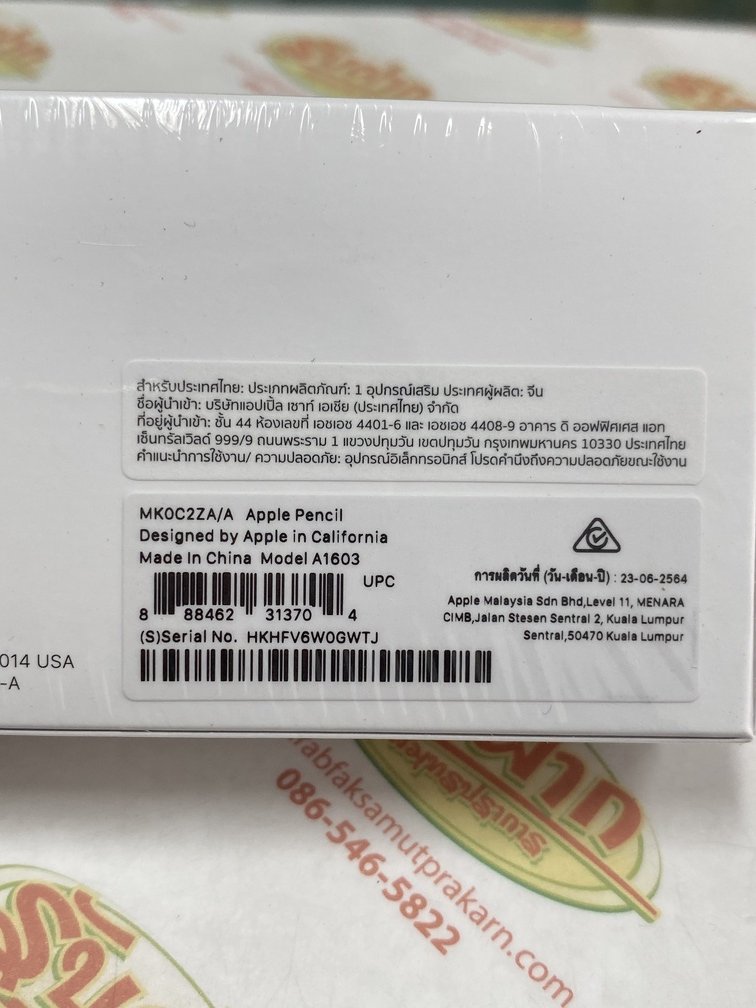 สำหรับประเทศไทย: ประเภทผลิตภัณฑ์: 1 อุปกรณ์เสริม ประเทศผู้ผลิต: จีน
ชื่อผู้นำเข้า: บริษัทแอปเปิ้ล เซาท์ เอเชีย (ประเทศไทย) จำกัด
ที่อยู่ผู้นำเข้า: ชั้น 44 ห้องเลขที่ เอชเอช 4401-6 และ เอชเอช 4408-9 อาคาร ดิ ออฟฟิศเศส แอท
เซ็นทรัลเวิลด์ 999/9 ถนนพระราม 1 แขวงปทุมวัน เขตปทุมวัน กรุงเทพมหานคร 10330 ประเทศไทย
คำแนะนำการใช้งาน/ ความปลอดภัย: อุปกรณ์อิเล็กทรอนิกส์ โปรดคำนึงถึงความปลอดภัยขณะใช้งาน
MK0C2ZA/A Apple Pencil
Designed by Apple in California
Made In China Model A1603
UPC
8 88462 31370 4
(S)Serial No. HKHFV6W0GWTJ
การผลิตวันที่ (วัน-เดือน-ปี) : 23-06-2564
Apple Malaysia Sdn Bhd,Level 11, MENARA
CIMB,Jalan Stesen Sentral 2, Kuala Lumpur
Sentral,50470 Kuala Lumpur
014 USA
-A
rabfaksamutprakarn.com
086-546-5822